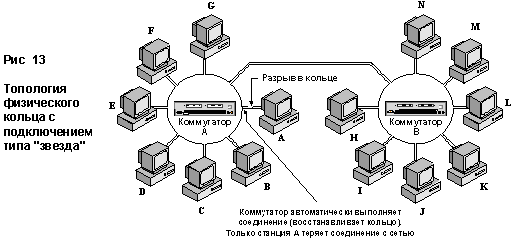 Рис 13
Топология
физического
кольца с
подключением
типа "звезда"
G
F
E
D
C
B
A
Коммутатор
A
Разрыв в кольце
N
M
L
K
J
I
H
Коммутатор
B
Коммутатор автоматически выполняет
соединение (восстанавливает кольцо).
Только станция А теряет соединение с сетью